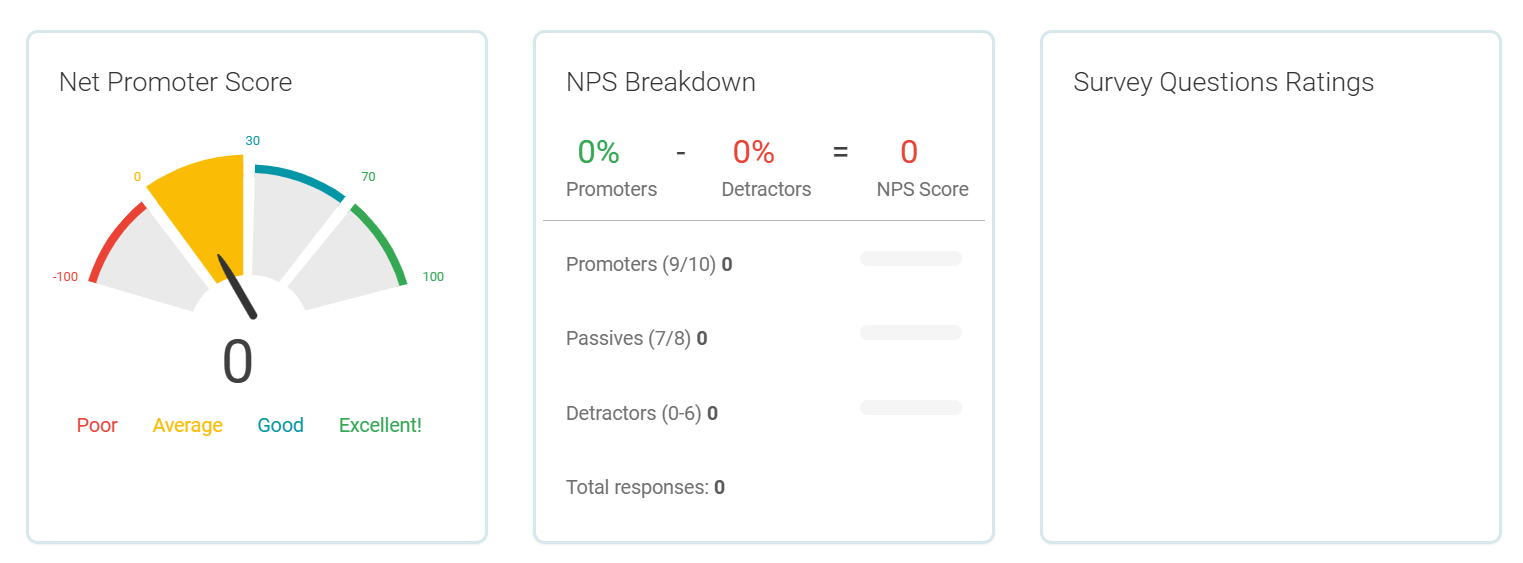 Net Promoter Score
30
0
70
-100
100
0
Poor Average Good Excellent!
NPS Breakdown
0% - 0% = 0
Promoters Detractors NPS Score
Promoters (9/10) 0
Passives (7/8) 0
Detractors (0-6) 0
Total responses: 0
Survey Questions Ratings